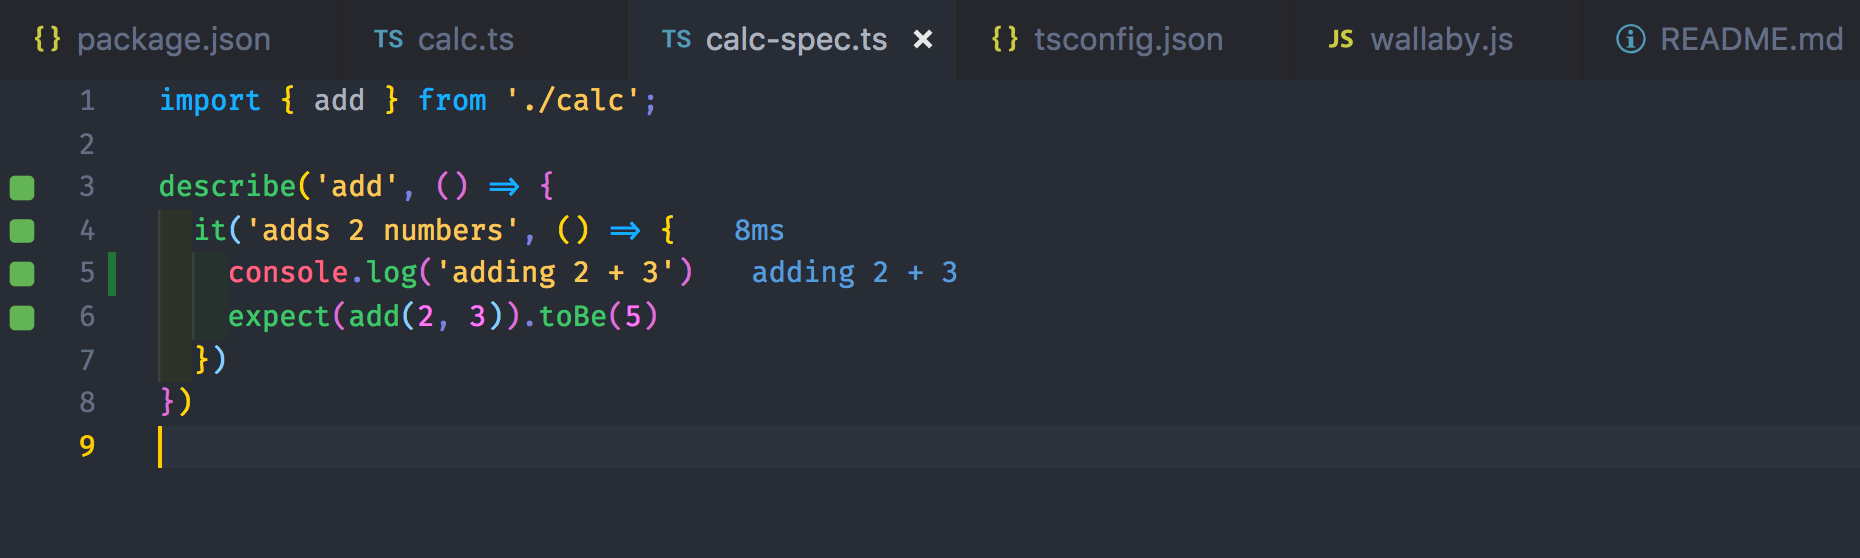 {} package.json TS calc.ts TS calc-spec.ts × {} tsconfig.json JS wallaby.js README.md
1 import { add } from './calc';
2
3 describe('add', () => {
4 it('adds 2 numbers', () => { 8ms
5 console.log('adding 2 + 3') adding 2 + 3
6 expect(add(2, 3)).toBe(5)
7 })
8 })
9